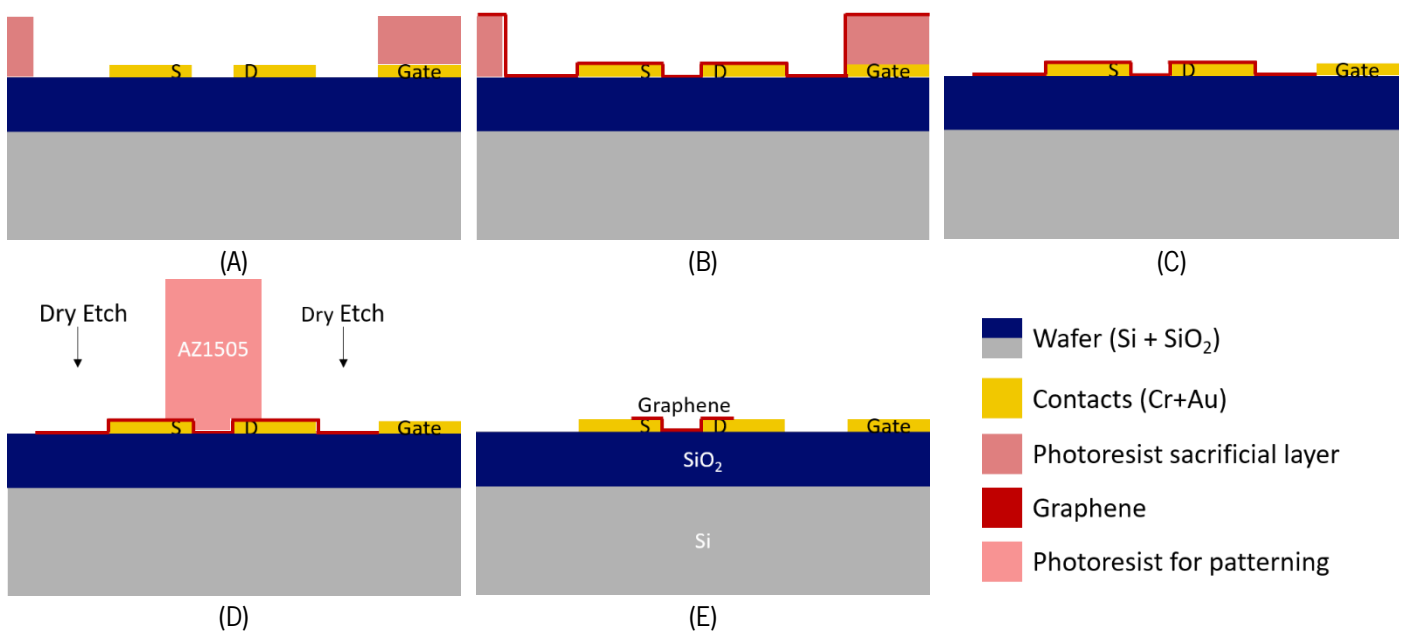 S D Gate
(A)
S D Gate
(B)
S D Gate
(C)
Dry Etch
AZ1505
Dry Etch
S D Gate
(D)
Graphene
S D Gate
SiO₂
Si
(E)
Wafer (Si + SiO₂)
Contacts (Cr+Au)
Photoresist sacrificial layer
Graphene
Photoresist for patterning